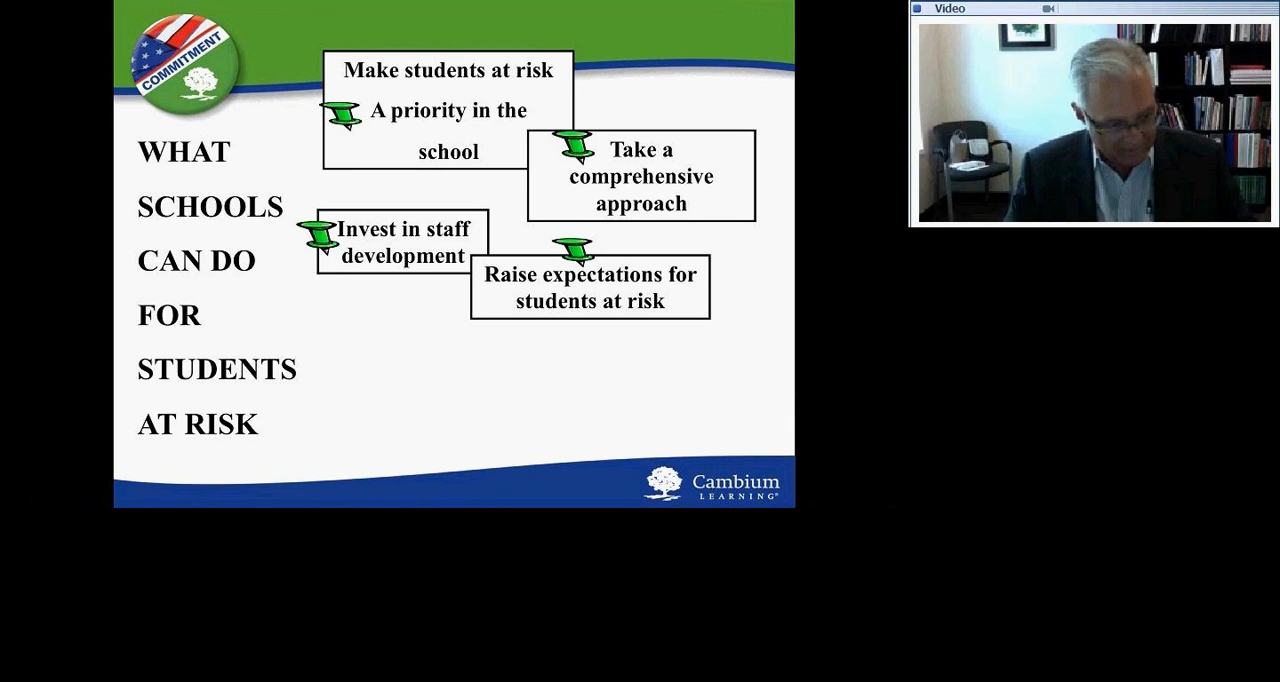 Video
COMMITMENT
WHAT
SCHOOLS
CAN DO
FOR
STUDENTS
AT RISK
Make students at risk
A priority in the
school
Take a
comprehensive
approach
Invest in staff
development
Raise expectations for
students at risk
Cambium
LEARNING®